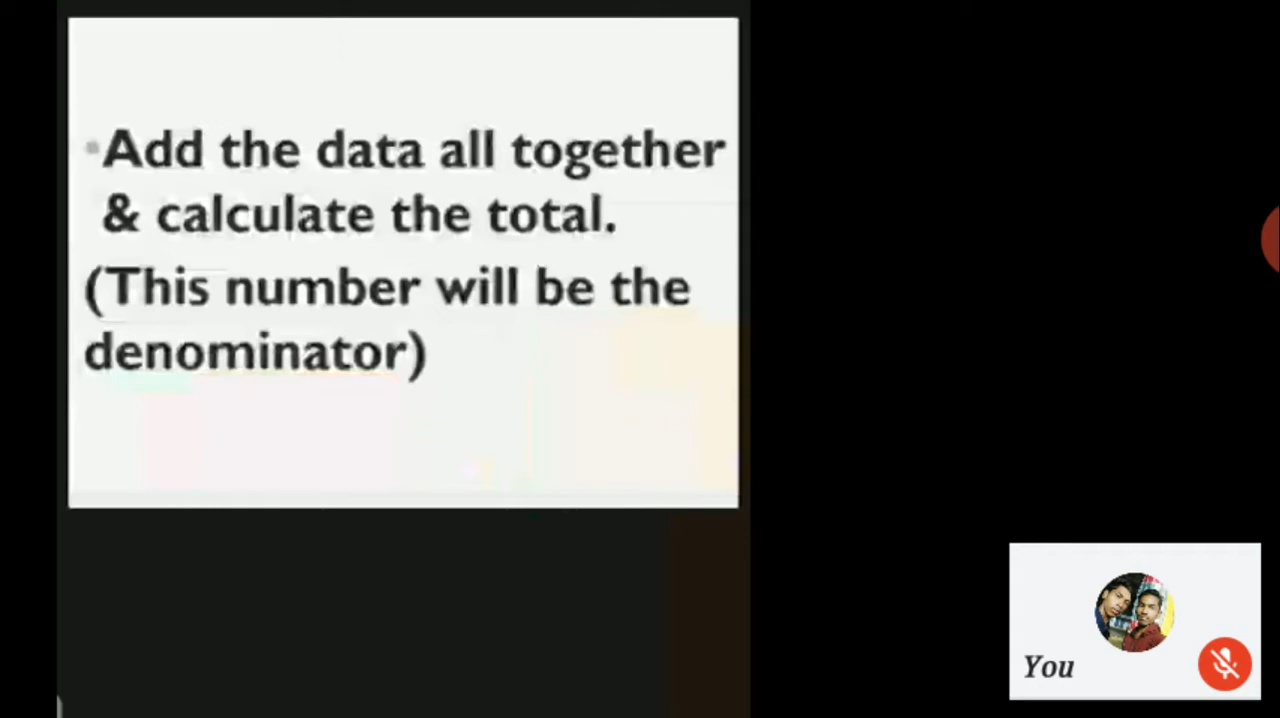 •Add the data all together
& calculate the total.
(This number will be the
denominator)
You